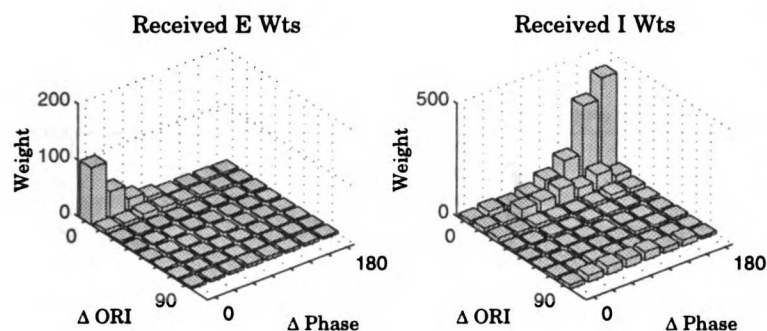 Received E Wts
Received I Wts
200
100
0
Weight
0
90
Δ ORI
0
180
Δ Phase
500
0
Weight
0
90
Δ ORI
0
180
Δ Phase